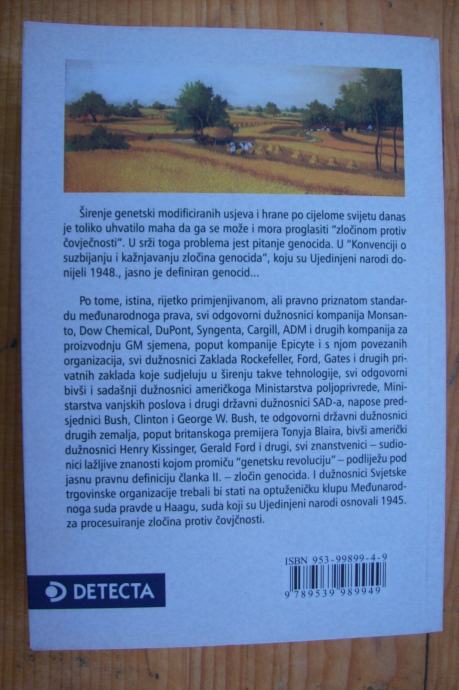 Širenje genetski modificiranih usjeva i hrane po cijelome svijetu danas
je toliko uhvatilo maha da ga se može i mora proglasiti "zločinom protiv
čovječnosti". U srži toga problema jest pitanje genocida. U "Konvenciji o
suzbijanju i kažnjavanju zločina genocida", koju su Ujedinjeni narodi do-
nijeli 1948., jasno je definiran genocid...
Po tome, istina, rijetko primjenjivanom, ali pravno priznatom standar-
du međunarodnoga prava, svi odgovorni dužnosnici kompanija Monsan-
to, Dow Chemical, DuPont, Syngenta, Cargill, ADM i drugih kompanija za
proizvodnju GM sjemena, poput kompanije Epicyte i s njom povezanih
organizacija, svi dužnosnici Zaklada Rockefeller, Ford, Gates i drugih pri-
vatnih zaklada koje sudjeluju u širenju takve tehnologije, svi odgovorni
bivši i sadašnji dužnosnici američkoga Ministarstva poljoprivrede, Mini-
starstva vanjskih poslova i drugi državni dužnosnici SAD-a, napose pred-
sjednici Bush, Clinton i George W. Bush, te odgovorni državni dužnosnici
drugih zemalja, poput britanskoga premijera Tonyja Blaira, bivši američki
dužnosnici Henry Kissinger, Gerald Ford i drugi, svi znanstvenici – sudio-
nici lažljive znanosti kojom promiču "genetsku revoluciju" – podliježu pod
jasnu pravnu definiciju članka II. – zločin genocida. I dužnosnici Svjetske
trgovinske organizacije trebali bi stati na optuženičku klupu Međunarod-
noga suda pravde u Haagu, suda koji su Ujedinjeni narodi osnovali 1945.
za procesuiranje zločina protiv čovjčnosti.
ISBN 953-99899-4-9
9 789539 989949
DETECTA